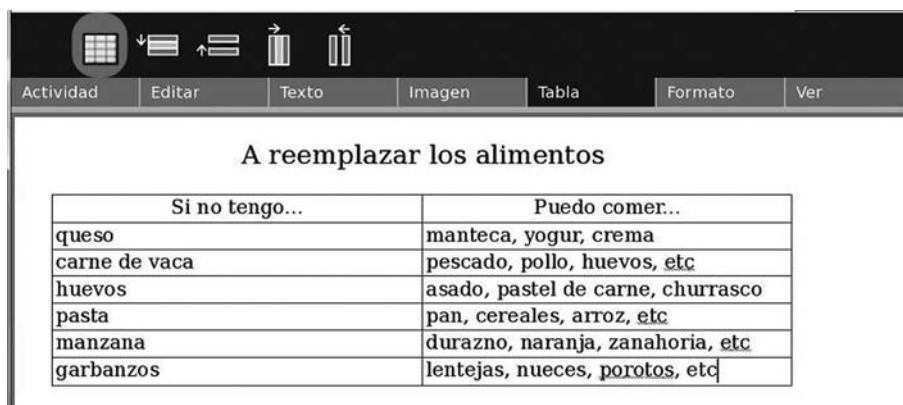 Actividad Editar Texto Imagen Tabla Formato Ver
A reemplazar los alimentos
Si no tengo... Puedo comer...
queso manteca, yogur, crema
carne de vaca pescado, pollo, huevos, etc
huevos asado, pastel de carne, churrasco
pasta pan, cereales, arroz, etc
manzana durazno, naranja, zanahoria, etc
garbanzos lentejas, nueces, porotos, etc